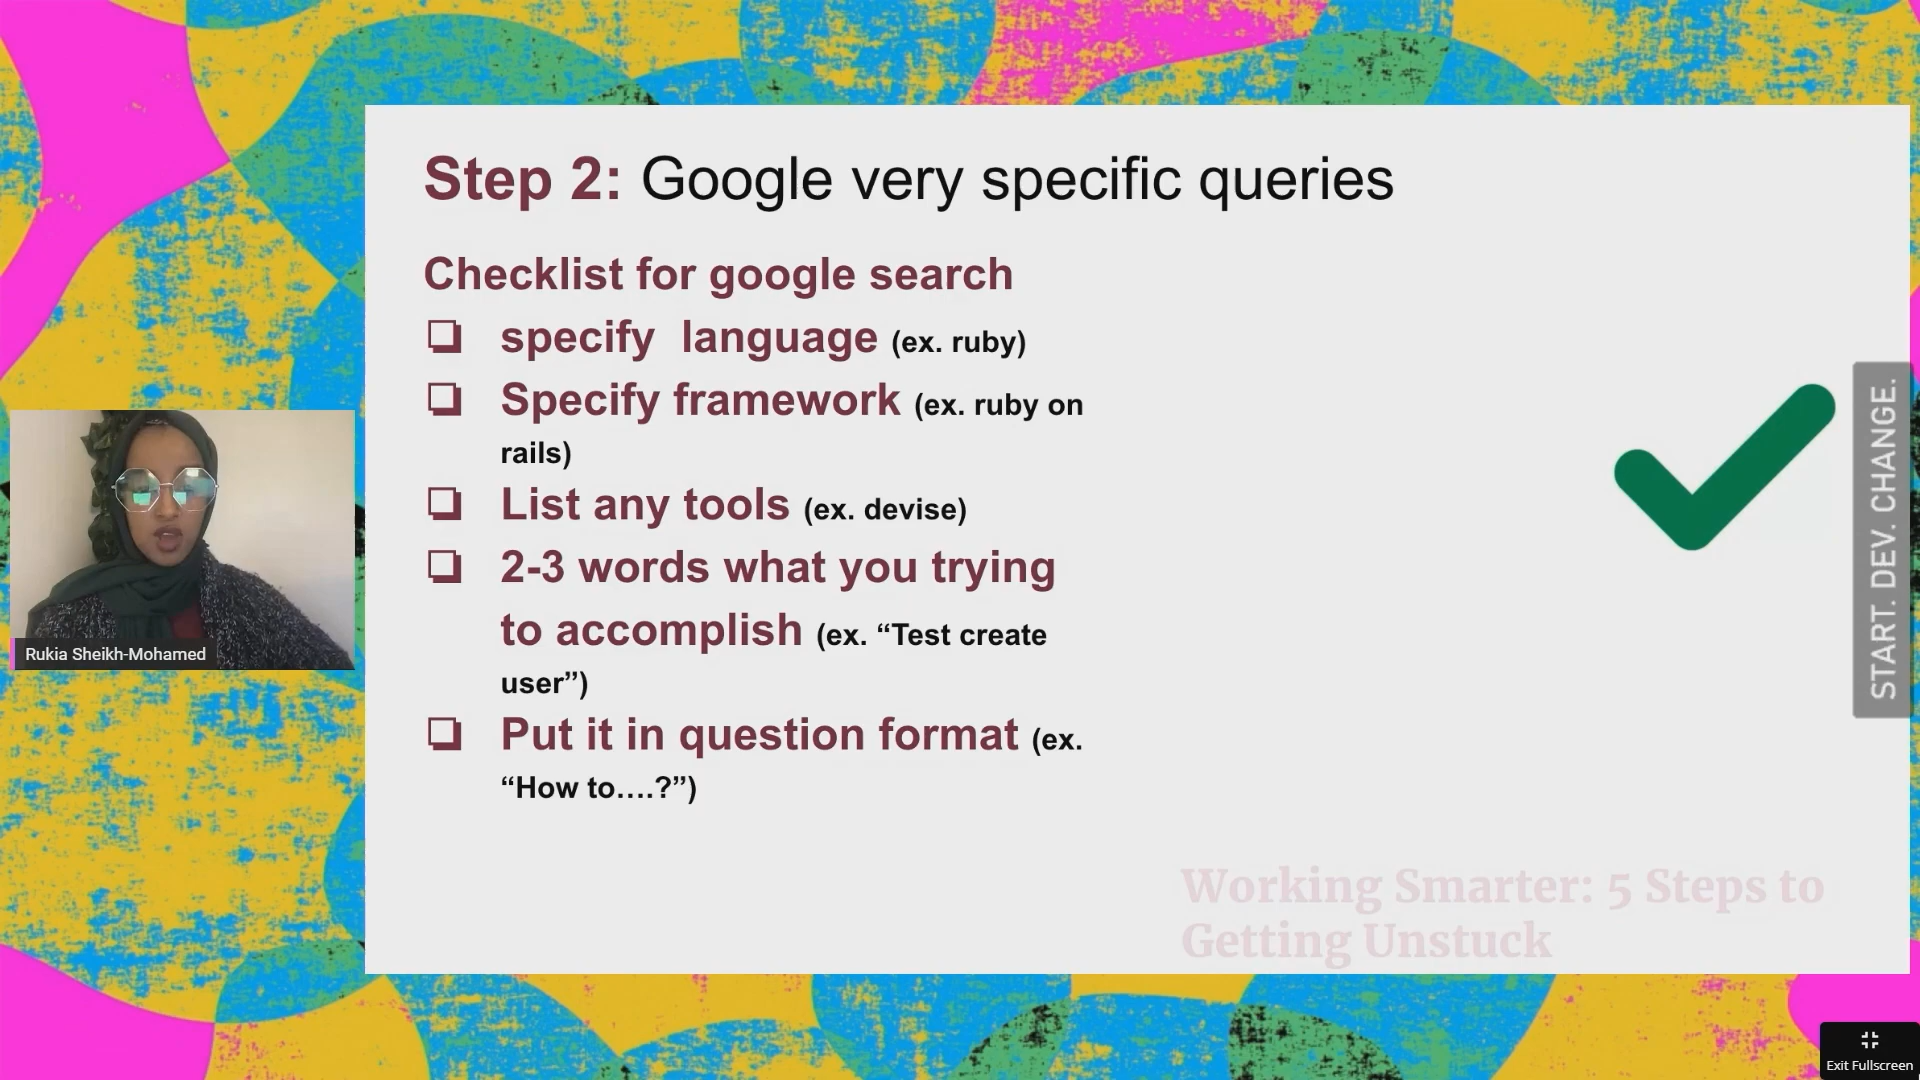 Step 2: Google very specific queries
Checklist for google search
❑ specify  language (ex. ruby)
❑ Specify framework (ex. ruby on
rails)
❑ List any tools (ex. devise)
❑ 2-3 words what you trying
to accomplish (ex. “Test create
user”)
❑ Put it in question format (ex.
“How to….?”)
Rukia Sheikh-Mohamed
START. DEV. CHANGE.
Working Smarter: 5 Steps to
Getting Unstuck
Exit Fullscreen